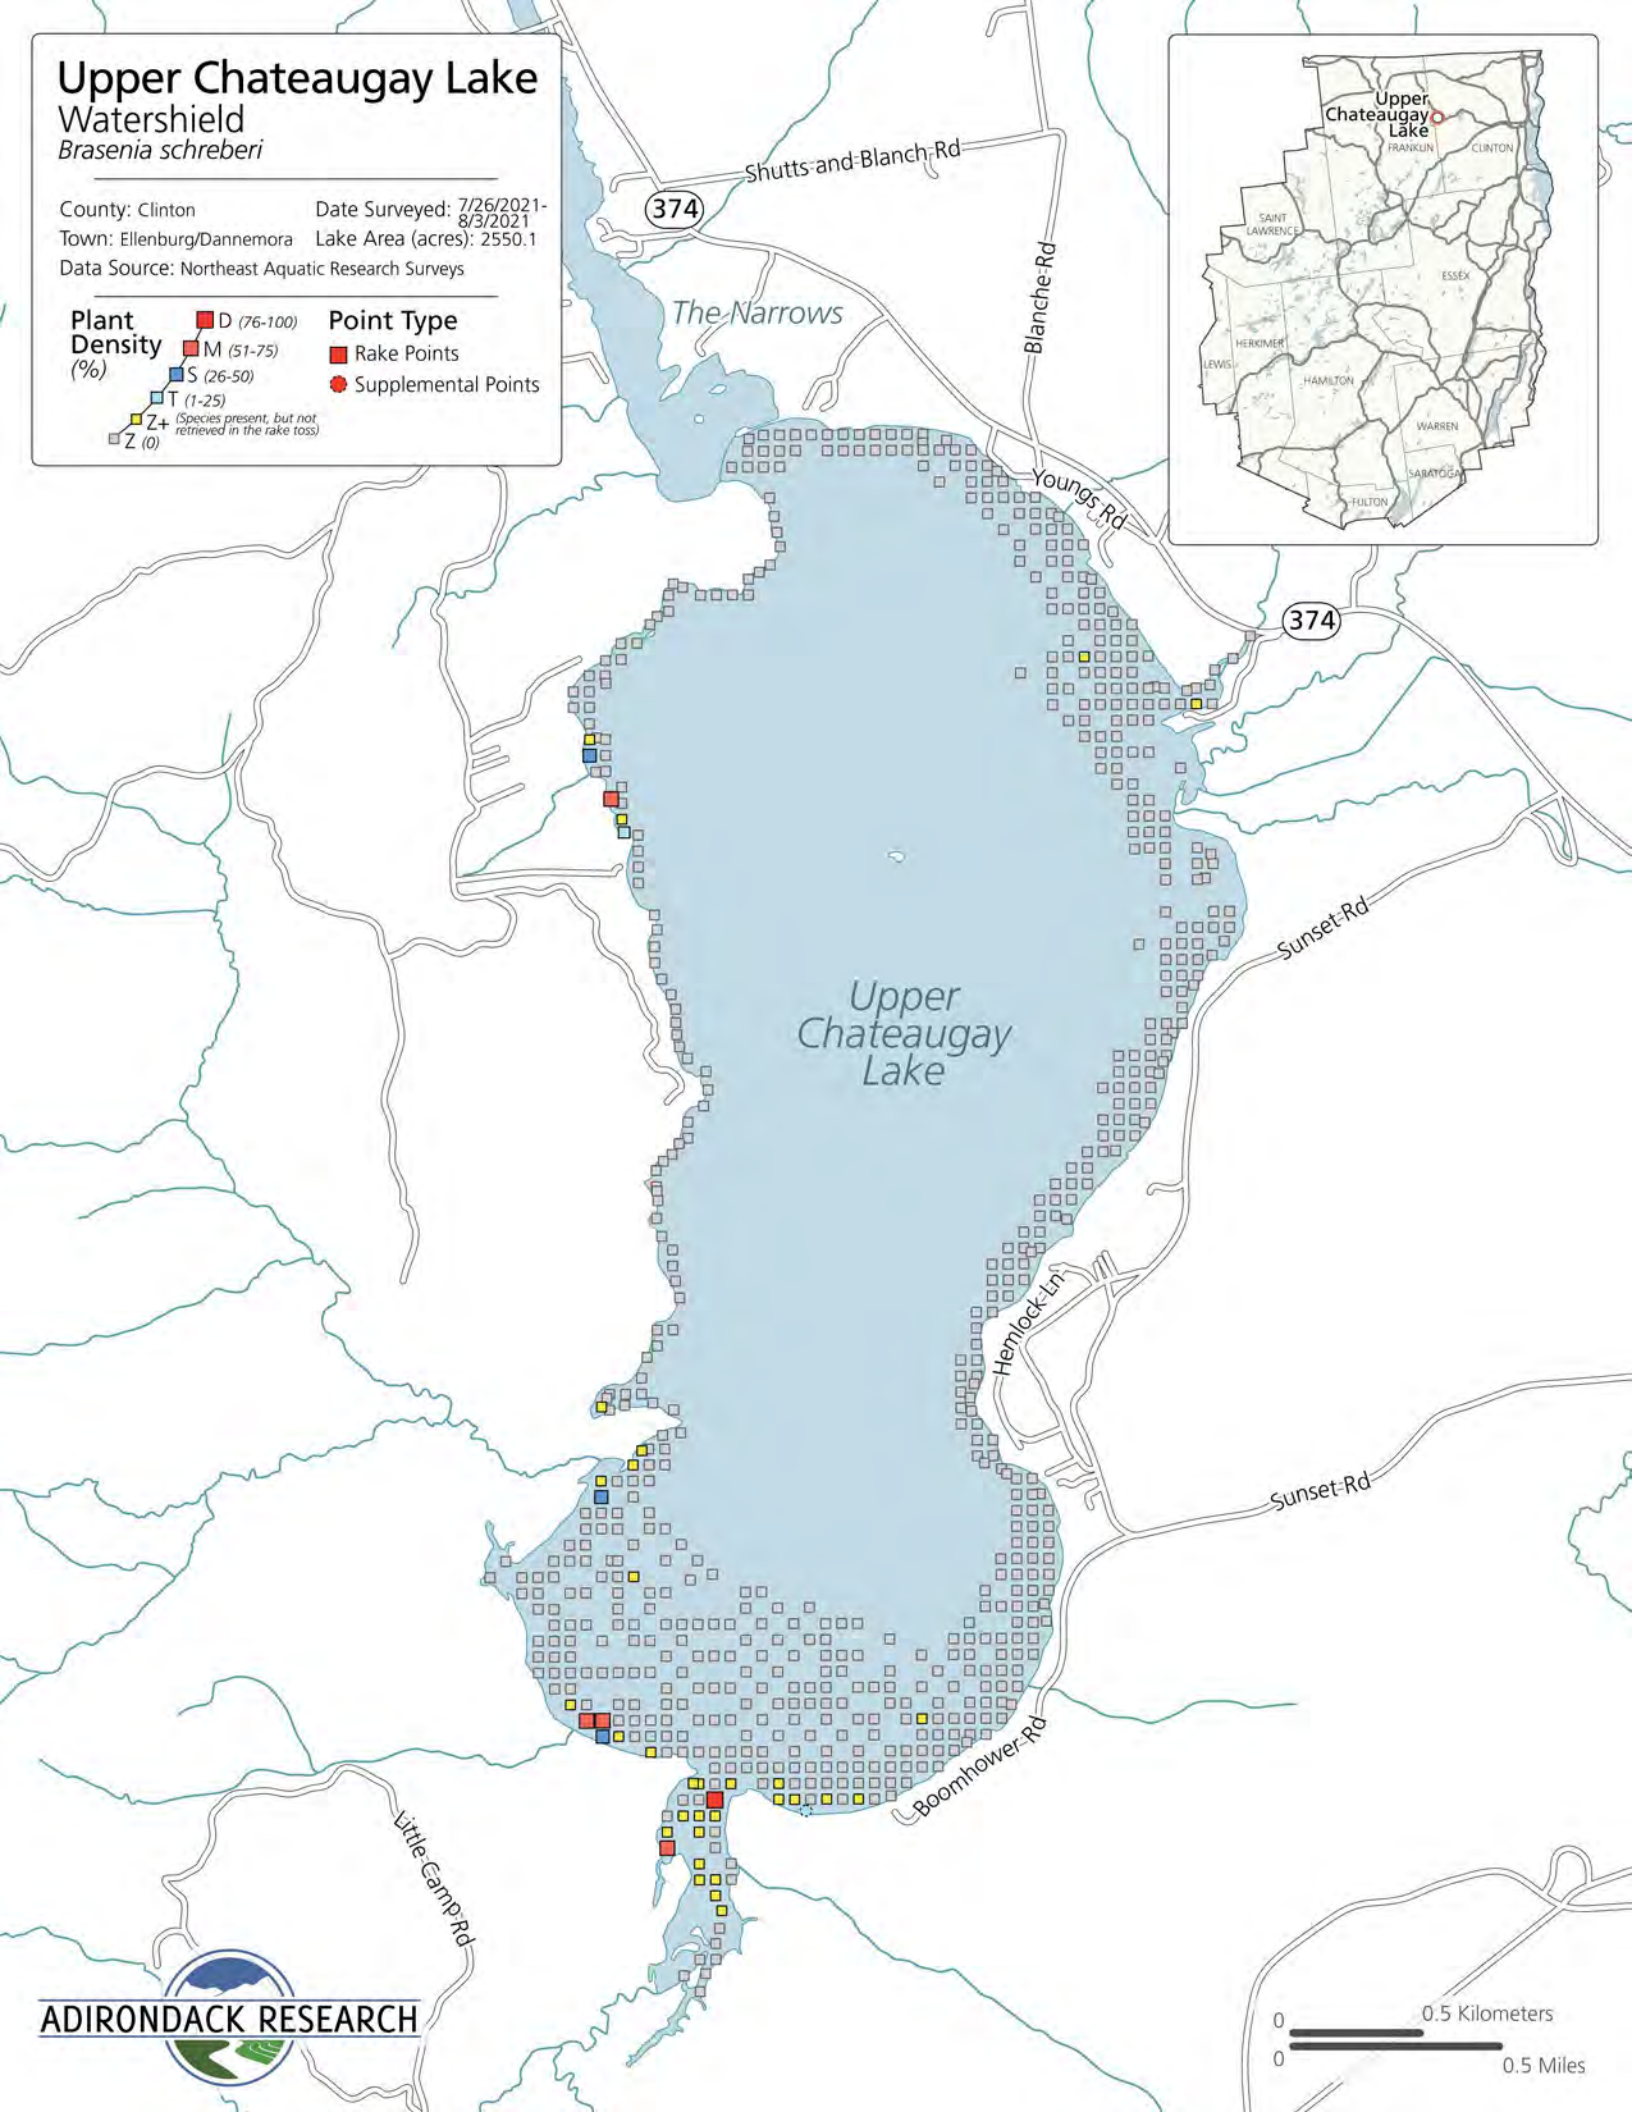 Upper Chateaugay Lake
Watershield
Brasenia schreberi
County: Clinton
Date Surveyed: 7/26/2021-
8/3/2021
Town: Ellenburg/Dannemora
Lake Area (acres): 2550.1
Data Source: Northeast Aquatic Research Surveys
Plant
Density
(%)
D (76-100)
M (51-75)
S (26-50)
T (1-25)
Z+ (Species present, but not
retrieved in the rake toss)
Z (0)
Point Type
Rake Points
Supplemental Points
Upper
Chateaugay
Lake
FRANKLIN
CLINTON
SAINT
LAWRENCE
ESSEX
HERKIMER
LEWIS
HAMILTON
WARREN
SARATOGA
FULTON
Shutts-and-Blanch-Rd
374
Blanche-Rd
The Narrows
Youngs Rd
374
Sunset-Rd
Upper
Chateaugay
Lake
Hemlock-Ln
Sunset-Rd
Boomhower-Rd
Little-Camp-Rd
ADIRONDACK RESEARCH
0 0.5 Kilometers
0 0.5 Miles